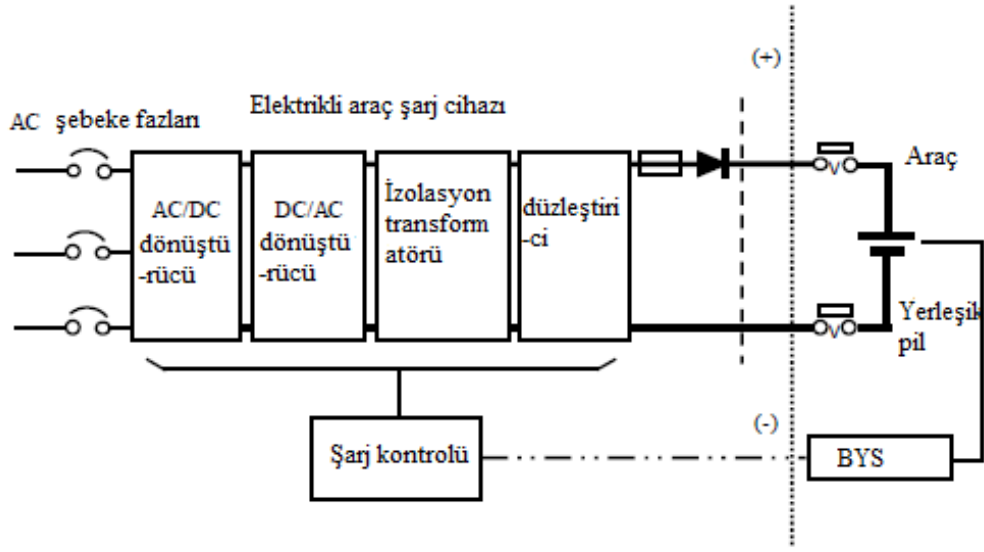 (+)
Elektrikli araç şarj cihazı
AC şebeke fazları
Araç
AC/DC
dönüştü
-rücü
DC/AC
dönüştü
-rücü
İzolasyon
transform
atörü
düzleştiri
-ci
V
V
Yerleşik
pil
(-)
Şarj kontrolü
BYS